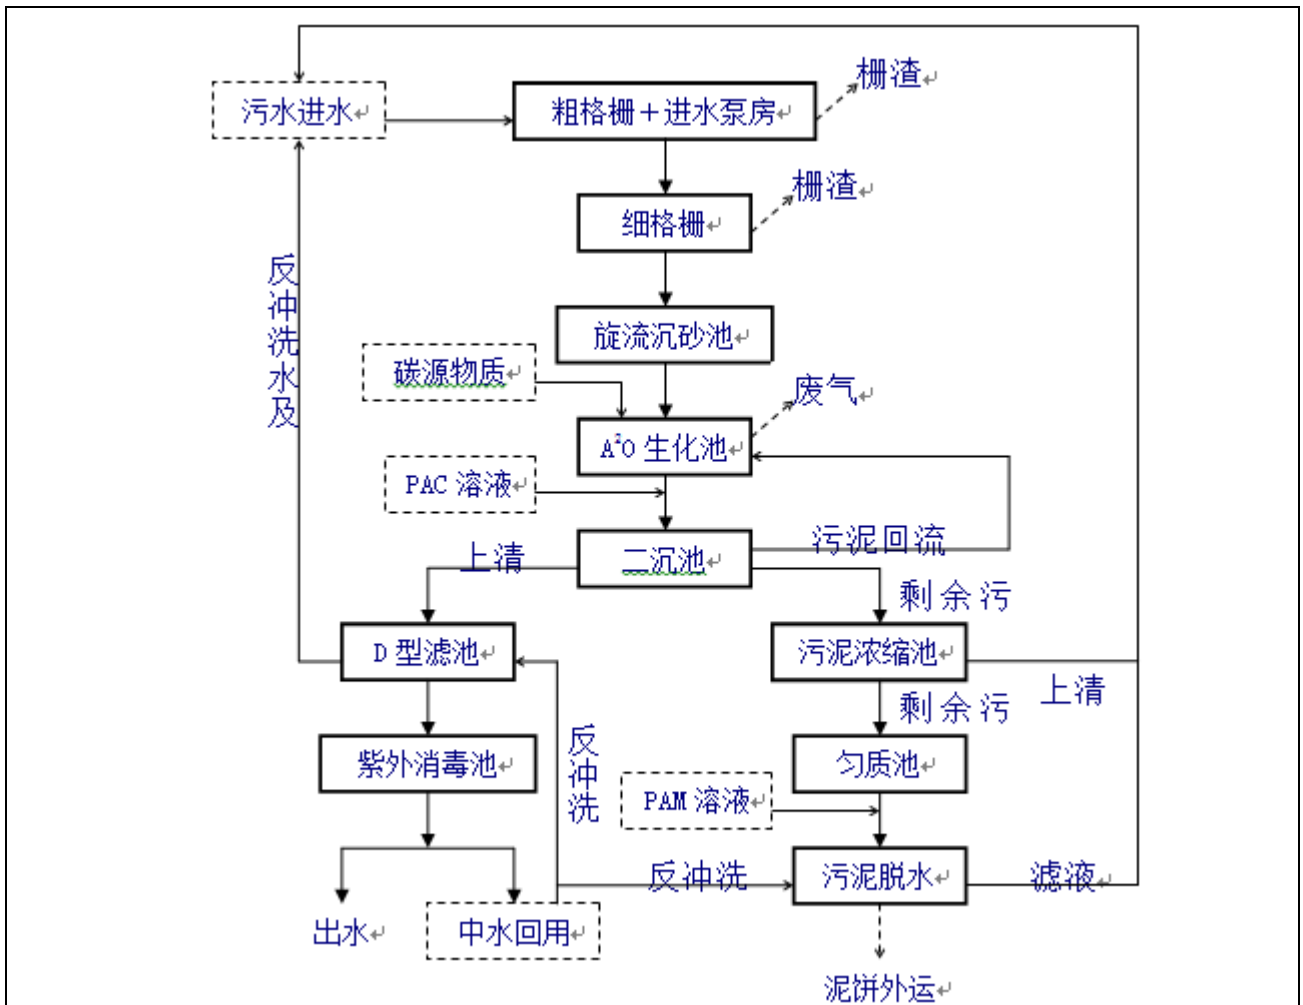 栅渣
污水进水
粗格栅＋进水泵房
栅渣
细格栅
反冲洗水及
旋流沉砂池
碳源物质
废气
A²O 生化池
PAC 溶液
污泥回流
上清
二沉池
剩余污
D 型滤池
污泥浓缩池
上清
剩余污
反冲洗
紫外消毒池
匀质池
PAM 溶液
反冲洗
污泥脱水
滤液
出水
中水回用
泥饼外运